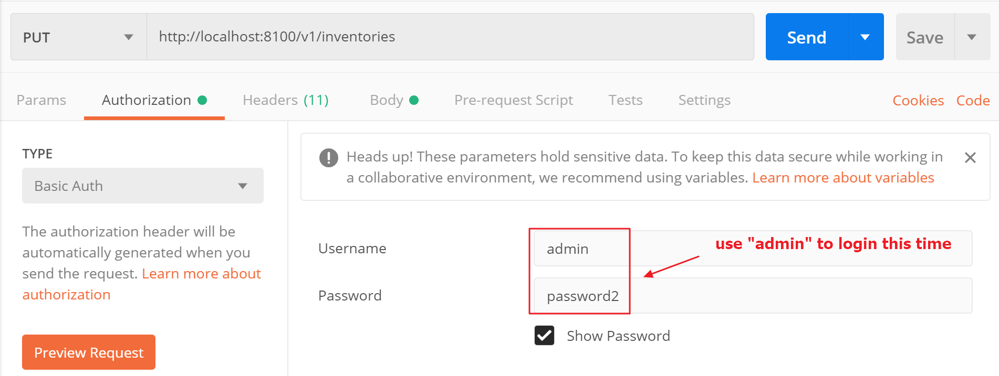 PUT
http://localhost:8100/v1/inventories
Send
Save
Params
Authorization
Headers (11)
Body
Pre-request Script
Tests
Settings
Cookies
Code
TYPE
Basic Auth
The authorization header will be
automatically generated when you
send the request. Learn more about
authorization
Preview Request
Heads up! These parameters hold sensitive data. To keep this data secure while working in
a collaborative environment, we recommend using variables. Learn more about variables
Username
admin
use "admin" to login this time
Password
password2
Show Password